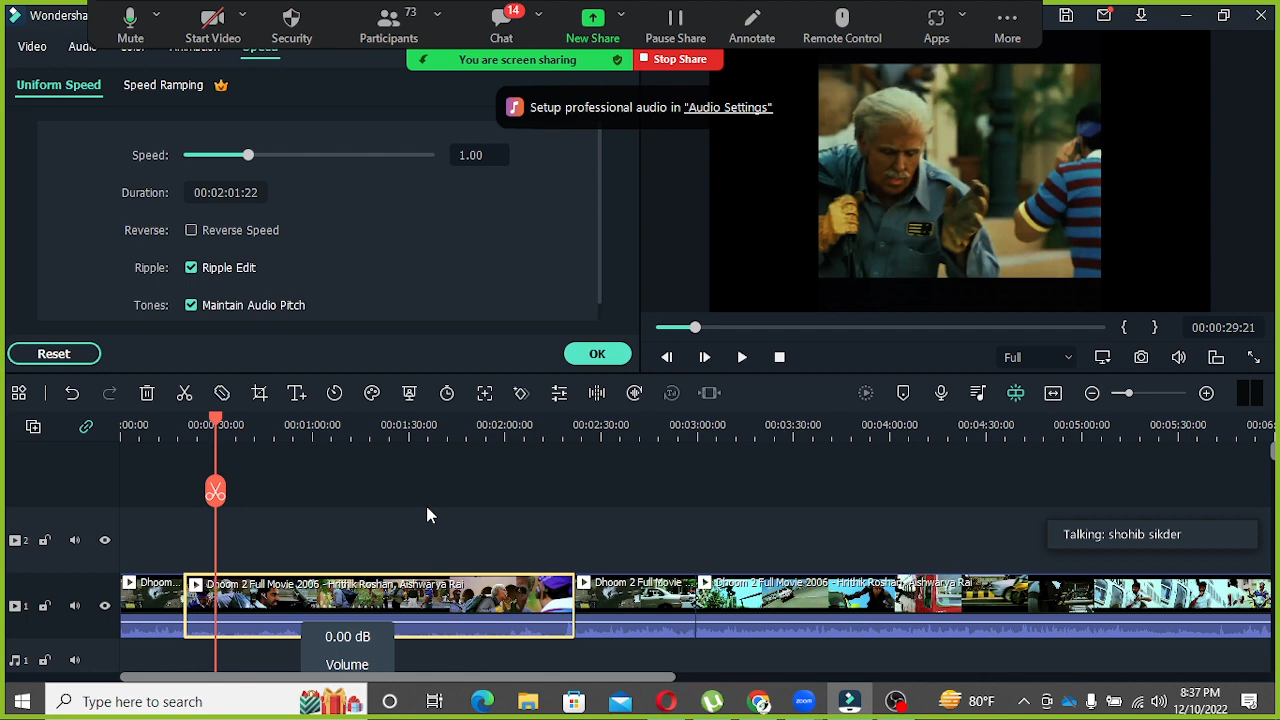 Wondersha
Mute
Start Video
Security
Participants
73
Chat
14
New Share
Pause Share
Annotate
Remote Control
Apps
More
Video
Speed
You are screen sharing
Stop Share
Uniform Speed
Speed Ramping
Setup professional audio in "Audio Settings"
Speed:
1.00
Duration:
00:02:01:22
Reverse:
Reverse Speed
Ripple:
Ripple Edit
Tones:
Maintain Audio Pitch
Reset
OK
00:00:29:21
Full
:00:00
00:00:30:00
00:01:00:00
00:01:30:00
00:02:00:00
00:02:30:00
00:03:00:00
00:03:30:00
00:04:00:00
00:04:30:00
00:05:00:00
00:05:30:00
00:06:
2
Talking: shohib sikder
1
Dhoom
Dhoom 2 Full Movie 2006 - Hrithik Roshan, Aishwarya Rai
Dhoom 2 Full Movie
Dhoom 2 Full Movie 2006 - Hrithik Roshan, Aishwarya Rai
0.00 dB
Volume
1
Type here to search
zoom
80°F
8:37 PM
12/10/2022